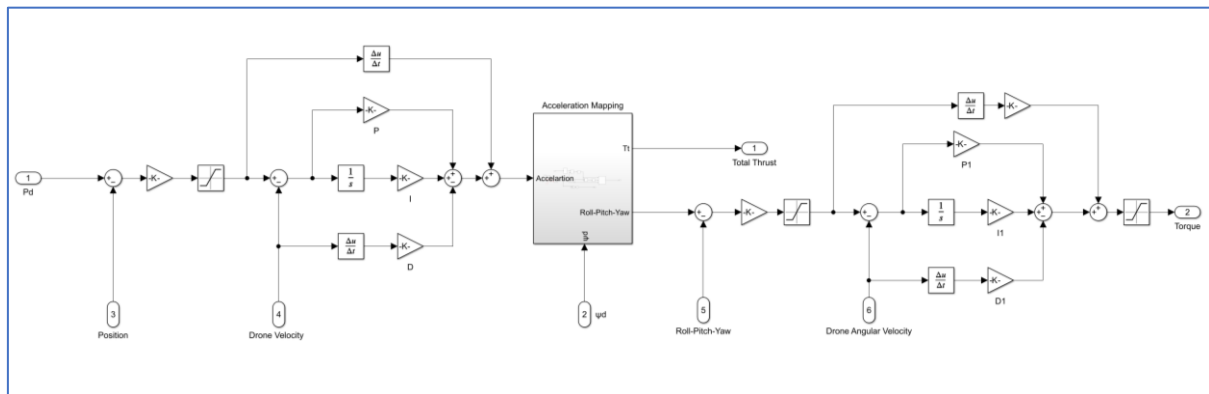 Δu
Δt
-K-
P
Acceleration Mapping
1
Pd
+
-
-K-
+
-
1
s
-K-
I
+
+
-
+
+
Accelartion
Tt
Roll-Pitch-Yaw
ψd
1
Total Thrust
Δu
Δt
-K-
D
3
Position
4
Drone Velocity
2
ψd
+
-
-K-
5
Roll-Pitch-Yaw
Δu
Δt
-K-
-K-
P1
+
-
1
s
-K-
I1
+
+
-
+
+
2
Torque
Δu
Δt
-K-
D1
6
Drone Angular Velocity